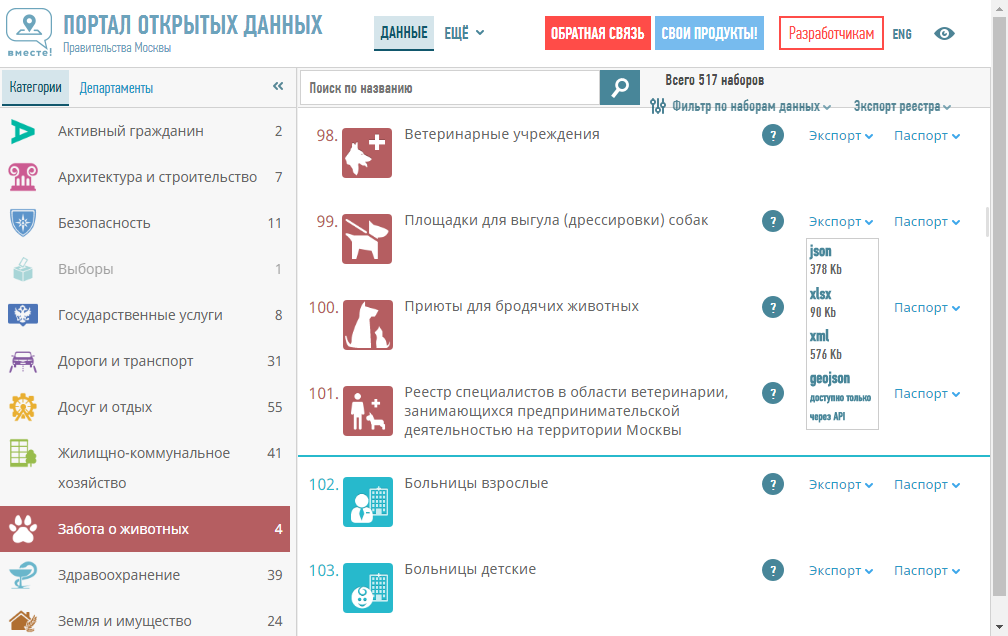 вместе!
ПОРТАЛ ОТКРЫТЫХ ДАННЫХ
Правительства Москвы
ДАННЫЕ
ЕЩЁ
ОБРАТНАЯ СВЯЗЬ
СВОИ ПРОДУКТЫ!
Разработчикам
ENG
Категории
Департаменты
«
Поиск по названию
Всего 517 наборов
Фильтр по наборам данных
Экспорт реестра
Активный гражданин 2
Архитектура и строительство 7
Безопасность 11
Выборы 1
Государственные услуги 8
Дороги и транспорт 31
Досуг и отдых 55
Жилищно-коммунальное 41
хозяйство
Забота о животных 4
Здравоохранение 39
Земля и имущество 24
98. Ветеринарные учреждения ? Экспорт Паспорт
99. Площадки для выгула (дрессировки) собак ? Экспорт Паспорт
json
378 Kb
xlsx
90 Kb
xml
576 Kb
geojson
доступно только
через API
100. Приюты для бродячих животных ? Паспорт
101. Реестр специалистов в области ветеринарии, ? Паспорт
занимающихся предпринимательской
деятельностью на территории Москвы
102. Больницы взрослые ? Экспорт Паспорт
103. Больницы детские ? Экспорт Паспорт